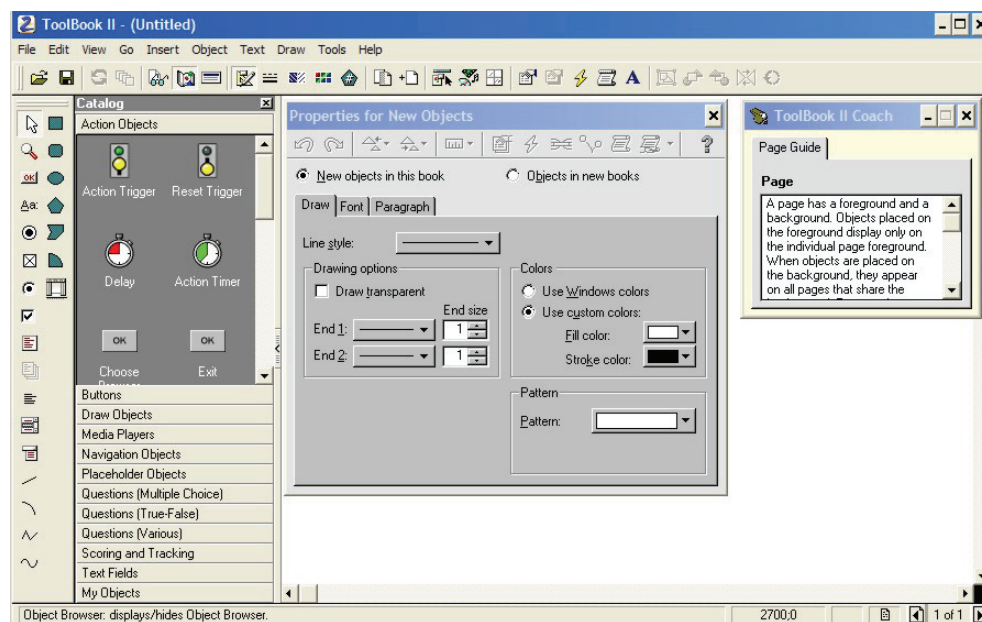 ToolBook II - (Untitled)
File Edit View Go Insert Object Text Draw Tools Help
Catalog
Action Objects
Action Trigger Reset Trigger
Delay Action Timer
OK OK
Choose Exit
Buttons
Draw Objects
Media Players
Navigation Objects
Placeholder Objects
Questions (Multiple Choice)
Questions (True-False)
Questions (Various)
Scoring and Tracking
Text Fields
My Objects
Properties for New Objects
New objects in this book Objects in new books
Draw Font Paragraph
Line style:
Drawing options
Draw transparent
End size
End 1: 1
End 2: 1
Colors
Use Windows colors
Use custom colors:
Fill color:
Stroke color:
Pattern
Pattern:
ToolBook II Coach
Page Guide
Page
A page has a foreground and a
background. Objects placed on
the foreground display only on
the individual page foreground.
When objects are placed on
the background, they appear
on all pages that share the
OK
Aa:
Object Browser: displays/hides Object Browser.
2700;0 1 of 1